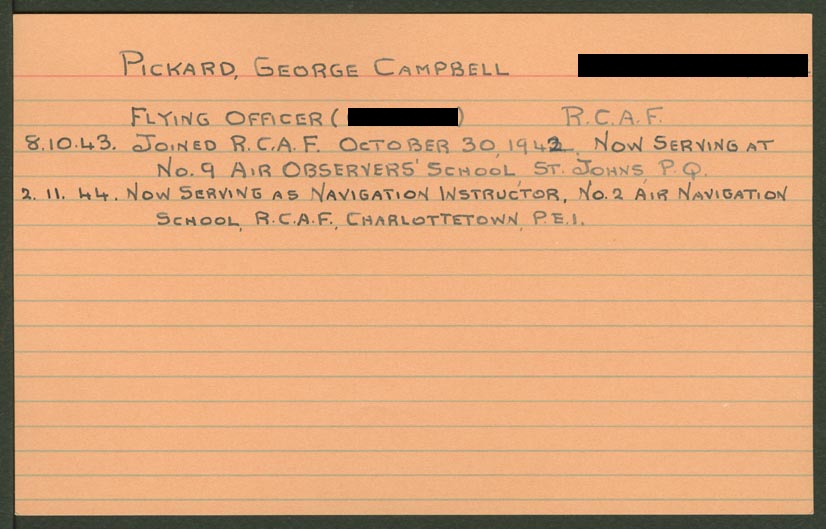 PICKARD, GEORGE CAMPBELL
FLYING OFFICER ( ) R.C.A.F.
8.10.43. JOINED R.C.A.F. OCTOBER 30, 1942. NOW SERVING AT
NO. 9 AIR OBSERVERS' SCHOOL, ST. JOHNS, P.Q.
2. 11. 44. NOW SERVING AS NAVIGATION INSTRUCTOR, NO. 2 AIR NAVIGATION
SCHOOL, R.C.A.F., CHARLOTTETOWN, P.E.I.